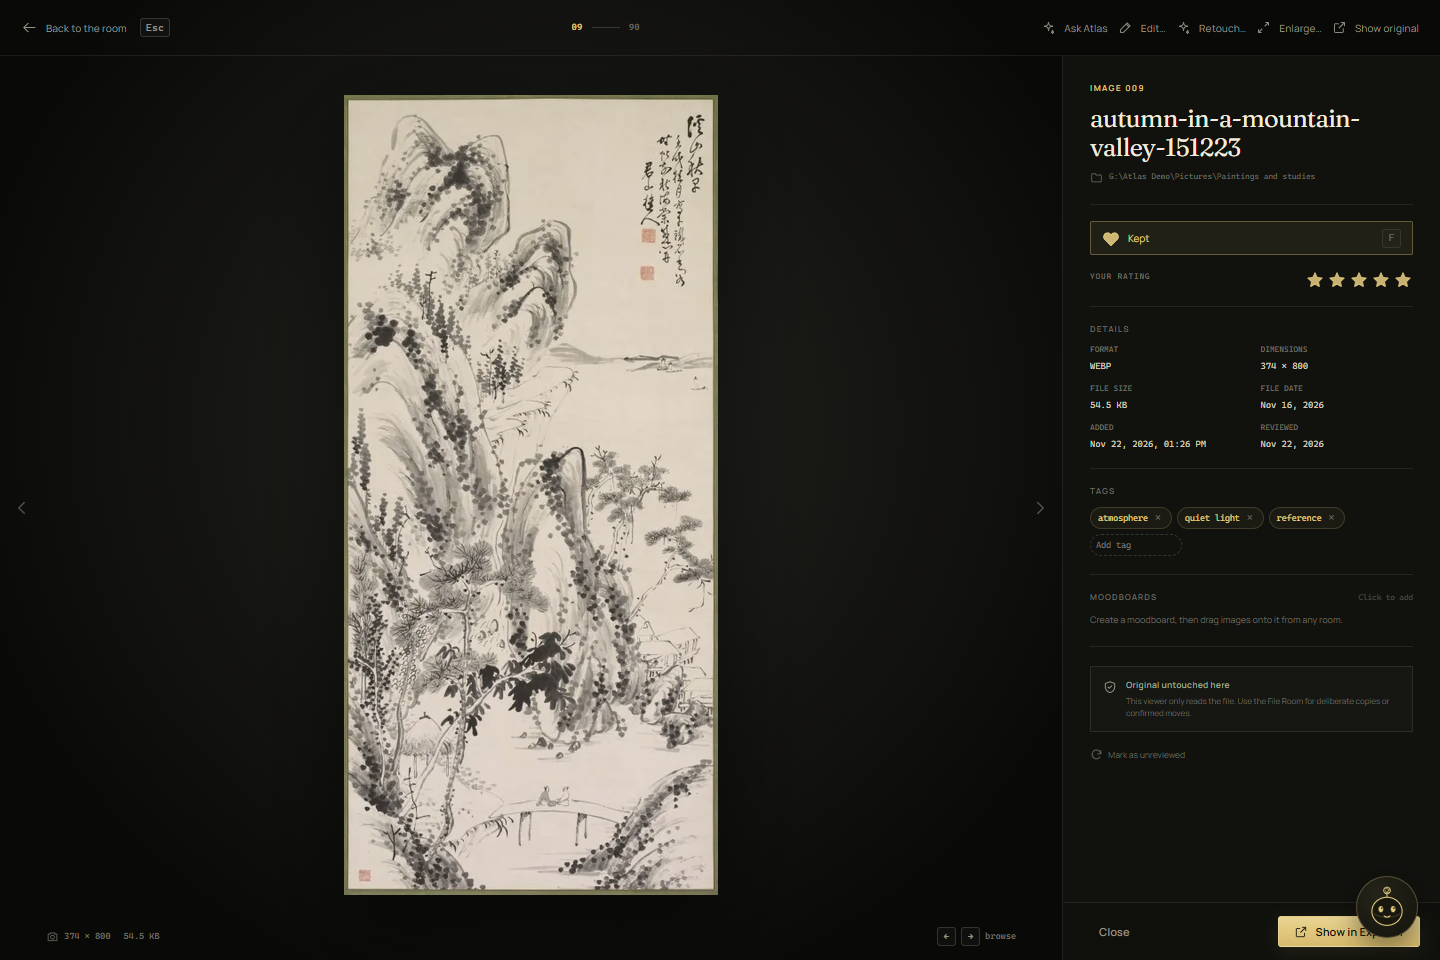 Back to the room Esc
09 90
Ask Atlas Edit… Retouch… Enlarge… Show original
溪山秋
君山
IMAGE 009
autumn-in-a-mountain-
valley-151223
G:\Atlas Demo\Pictures\Paintings and studies
Kept F
YOUR RATING
DETAILS
FORMAT DIMENSIONS
WEBP 374 × 800
FILE SIZE FILE DATE
54.5 KB Nov 16, 2026
ADDED REVIEWED
Nov 22, 2026, 01:26 PM Nov 22, 2026
TAGS
atmosphere × quiet light × reference ×
Add tag
MOODBOARDS Click to add
Create a moodboard, then drag images onto it from any room.
Original untouched here
This viewer only reads the file. Use the File Room for deliberate copies or
confirmed moves.
Mark as unreviewed
374 × 800 54.5 KB
← → browse
Close Show in